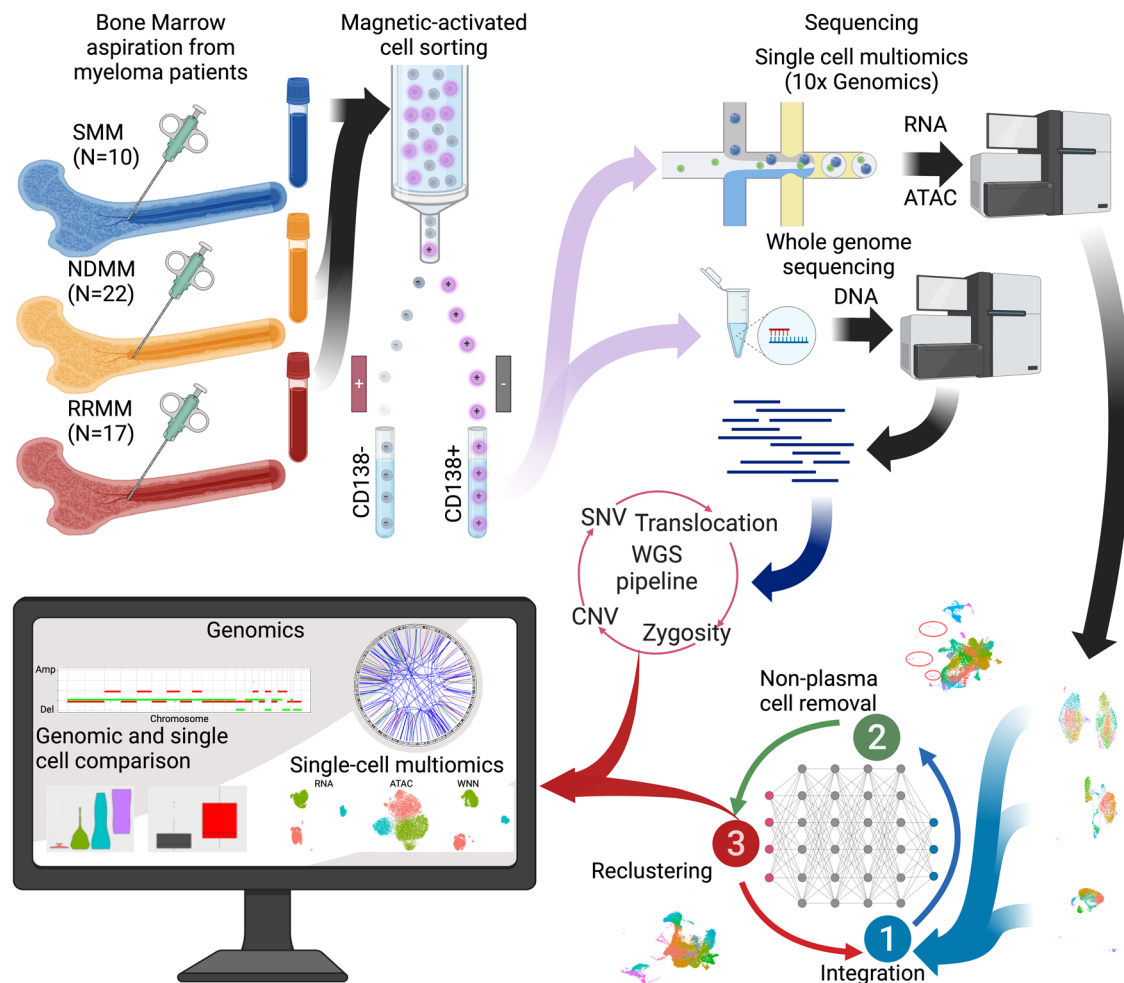 Bone Marrow
aspiration from
myeloma patients
SMM
(N=10)
NDMM
(N=22)
RRMM
(N=17)
Magnetic-activated
cell sorting
+
-
CD138-
CD138+
Sequencing
Single cell multiomics
(10x Genomics)
RNA
ATAC
Whole genome
sequencing
DNA
SNV
Translocation
WGS
pipeline
CNV
Zygosity
Non-plasma
cell removal
2
3
Reclustering
1
Integration
Genomics
Amp
Del
Chromosome
Genomic and single
cell comparison
Single-cell multiomics
RNA
ATAC
WNN